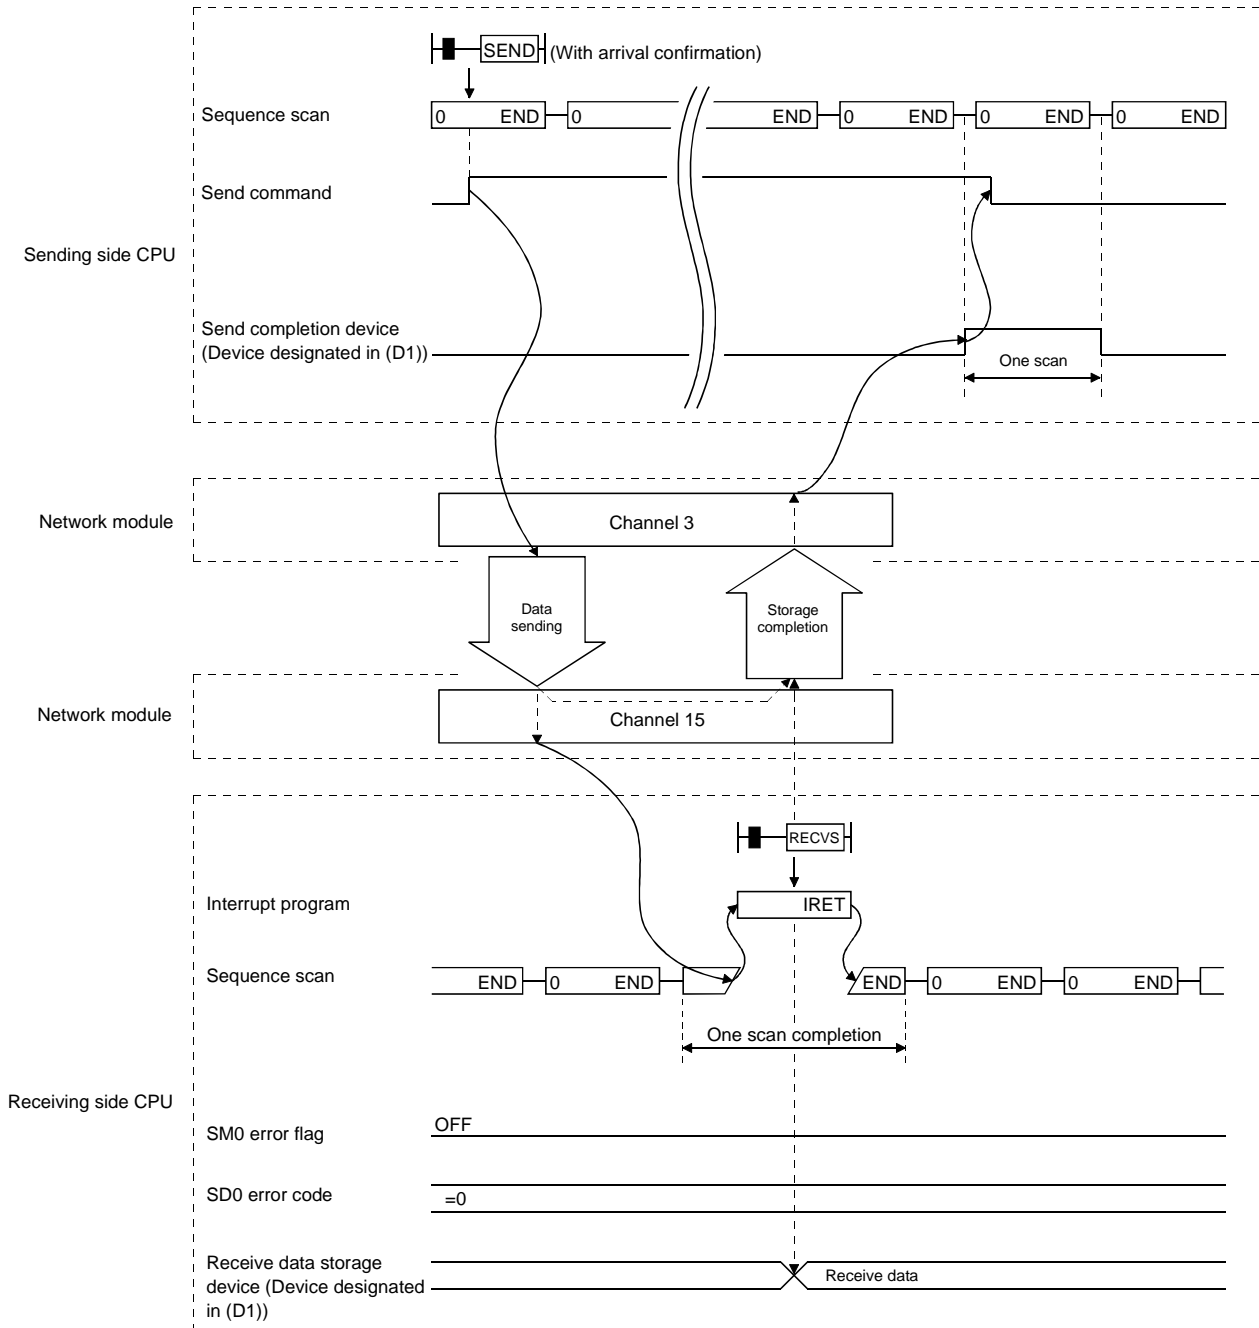 SEND (With arrival confirmation)
Sequence scan
0 END 0 END 0 END 0 END 0 END
Send command
Sending side CPU
Send completion device
(Device designated in (D1))
One scan
Network module
Channel 3
Data
sending
Storage
completion
Network module
Channel 15
RECVS
Interrupt program
IRET
Sequence scan
END 0 END END 0 END 0 END
One scan completion
Receiving side CPU
OFF
SM0 error flag
SD0 error code
=0
Receive data storage
device (Device designated
in (D1))
Receive data